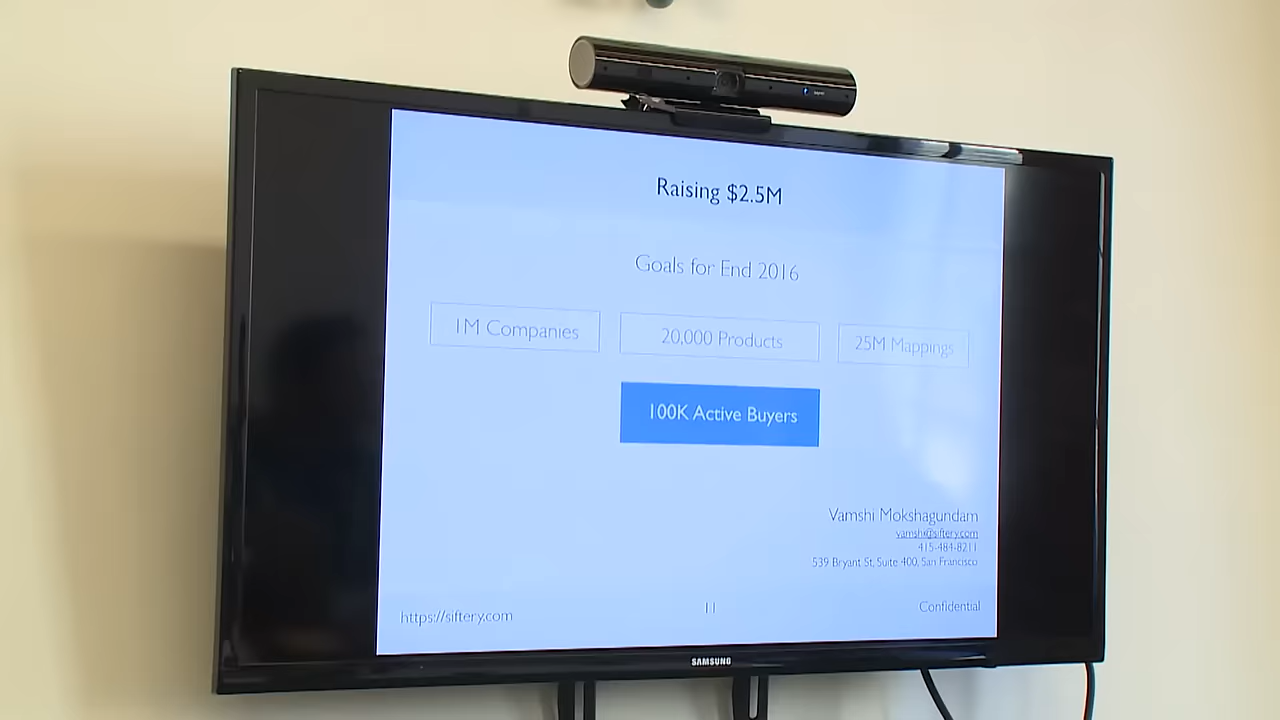 Raising $2.5M
Goals for End 2016
1M Companies
20,000 Products
25M Mappings
100K Active Buyers
Vamshi Mokshagundam
vamshi@siftery.com
415-484-8211
539 Bryant St, Suite 400, San Francisco
https://siftery.com
11
Confidential
SAMSUNG